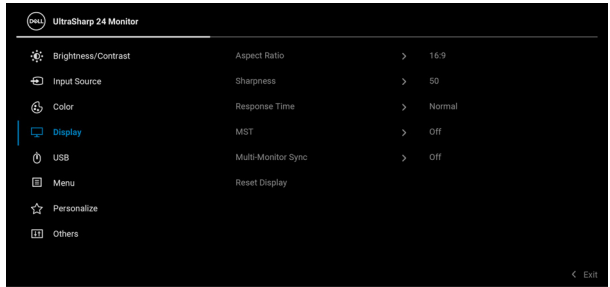 DELL UltraSharp 24 Monitor
Brightness/Contrast Aspect Ratio > 16:9
Input Source Sharpness > 50
Color Response Time > Normal
Display MST > Off
USB Multi-Monitor Sync > Off
Menu Reset Display
Personalize
Others
< Exit